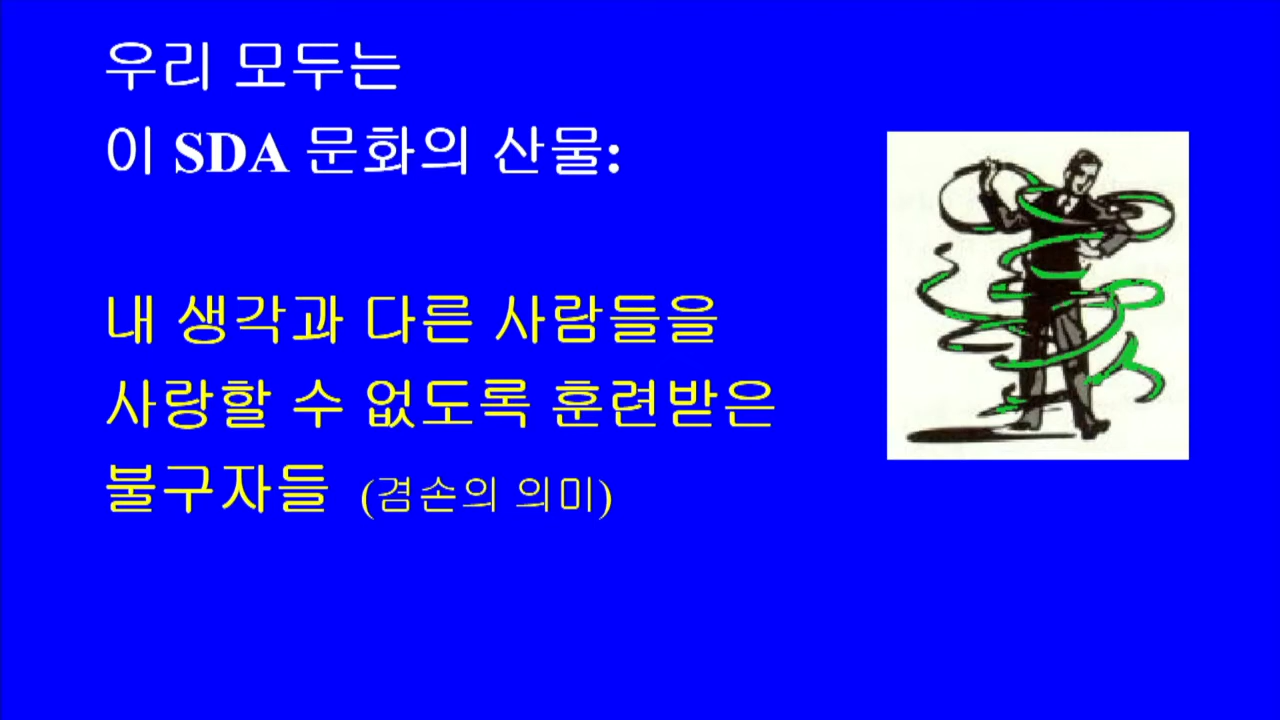 우리 모두는
이 SDA 문화의 산물:
내 생각과 다른 사람들을
사랑할 수 없도록 훈련받은
불구자들 (겸손의 의미)